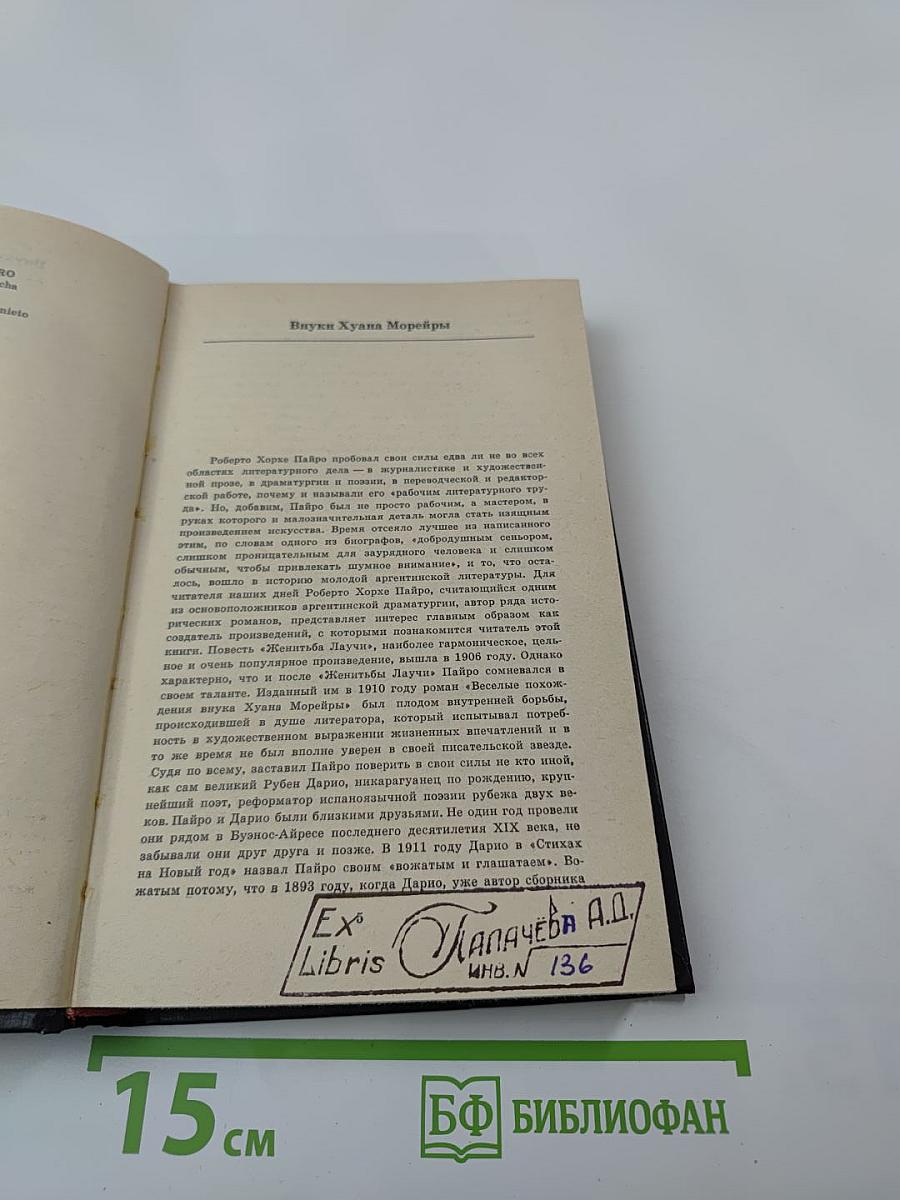 RO
cha
nieto
Внуки Хуана Морейры
Роберто Хорхе Пайро пробовал свои силы едва ли не во всех
областях литературного дела — в журналистике и художествен-
ной прозе, в драматургии и поэзии, в переводческой и редактор-
ской работе, почему и называли его «рабочим литературного тру-
да». Но, добавим, Пайро был не просто рабочим, а мастером, в
руках которого и малозначительная деталь могла стать изящным
произведением искусства. Время отсеяло лучшее из написанного
этим, по словам одного из биографов, «добродушным сеньором,
слишком проницательным для заурядного человека и слишком
обычным, чтобы привлекать шумное внимание», и то, что оста-
лось, вошло в историю молодой аргентинской литературы. Для
читателя наших дней Роберто Хорхе Пайро, считающийся одним
из основоположников аргентинской драматургии, автор ряда исто-
рических романов, представляет интерес главным образом как
создатель произведений, с которыми познакомится читатель этой
книги. Повесть «Женитьба Лаучи», наиболее гармоническое, цель-
ное и очень популярное произведение, вышла в 1906 году. Однако
характерно, что и после «Женитьбы Лаучи» Пайро сомневался в
своем таланте. Изданный им в 1910 году роман «Веселые похож-
дения внука Хуана Морейры» был плодом внутренней борьбы,
происходившей в душе литератора, который испытывал потреб-
ность в художественном выражении жизненных впечатлений и в
то же время не был вполне уверен в своей писательской звезде.
Судя по всему, заставил Пайро поверить в свои силы не кто иной,
как сам великий Рубен Дарио, никарагуанец по рождению, круп-
нейший поэт, реформатор испаноязычной поэзии рубежа двух ве-
ков. Пайро и Дарио были близкими друзьями. Не один год провели
они рядом в Буэнос-Айресе последнего десятилетия XIX века, не
забывали они друг друга и позже. В 1911 году Дарио в «Стихах
на Новый год» назвал Пайро своим «вожатым и глашатаем». Во-
жатым потому, что в 1893 году, когда Дарио, уже автор сборника
5
Ex Libris
Палачёва А.Д.
ИНВ. N 136
15 см
БФ БИБЛИОФАН